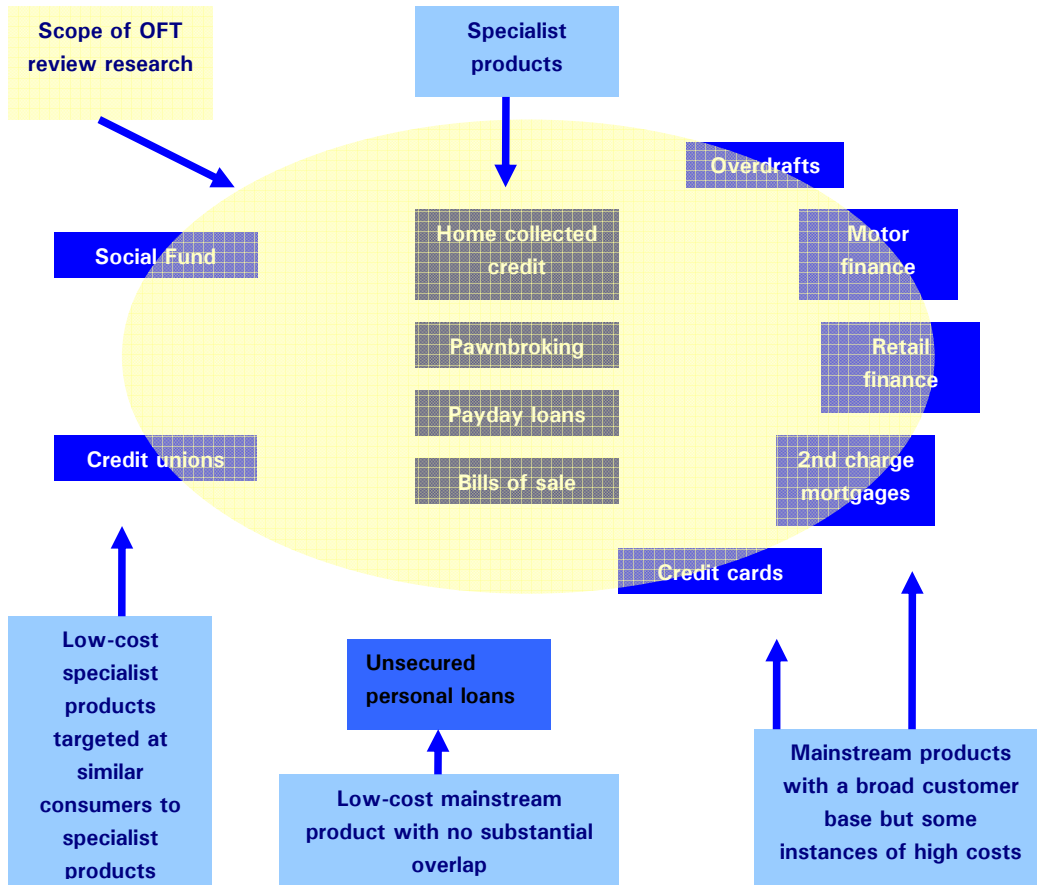 Scope of OFT
review research
Specialist
products
Overdrafts
Social Fund
Home collected
credit
Motor
finance
Pawnbroking
Retail
finance
Payday loans
Credit unions
Bills of sale
2nd charge
mortgages
Credit cards
Low-cost
specialist
products
targeted at
similar
consumers to
specialist
products
Unsecured
personal loans
Low-cost mainstream
product with no substantial
overlap
Mainstream products
with a broad customer
base but some
instances of high costs